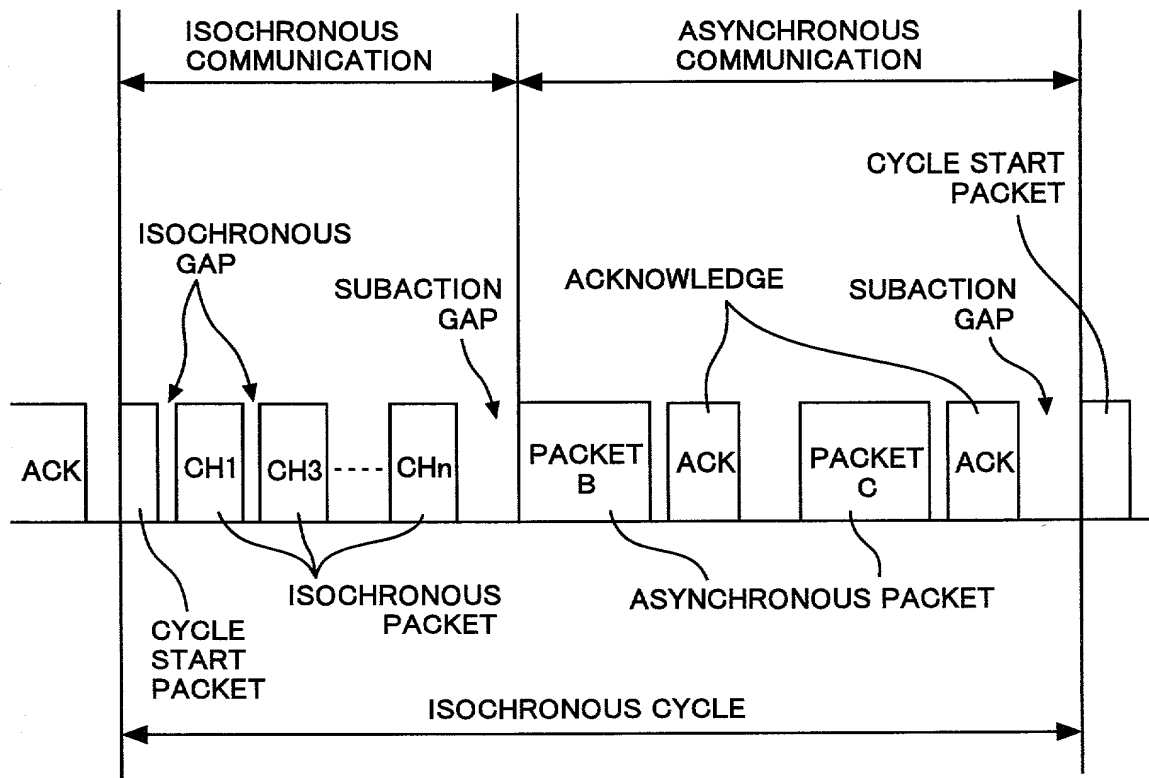 ISOCHRONOUS
COMMUNICATION
ASYNCHRONOUS
COMMUNICATION
CYCLE START
PACKET
ISOCHRONOUS
GAP
SUBACTION
GAP
ACKNOWLEDGE
SUBACTION
GAP
ACK
CH1
CH3
CHn
PACKET
B
ACK
PACKET
C
ACK
ISOCHRONOUS
PACKET
ASYNCHRONOUS PACKET
CYCLE
START
PACKET
ISOCHRONOUS CYCLE